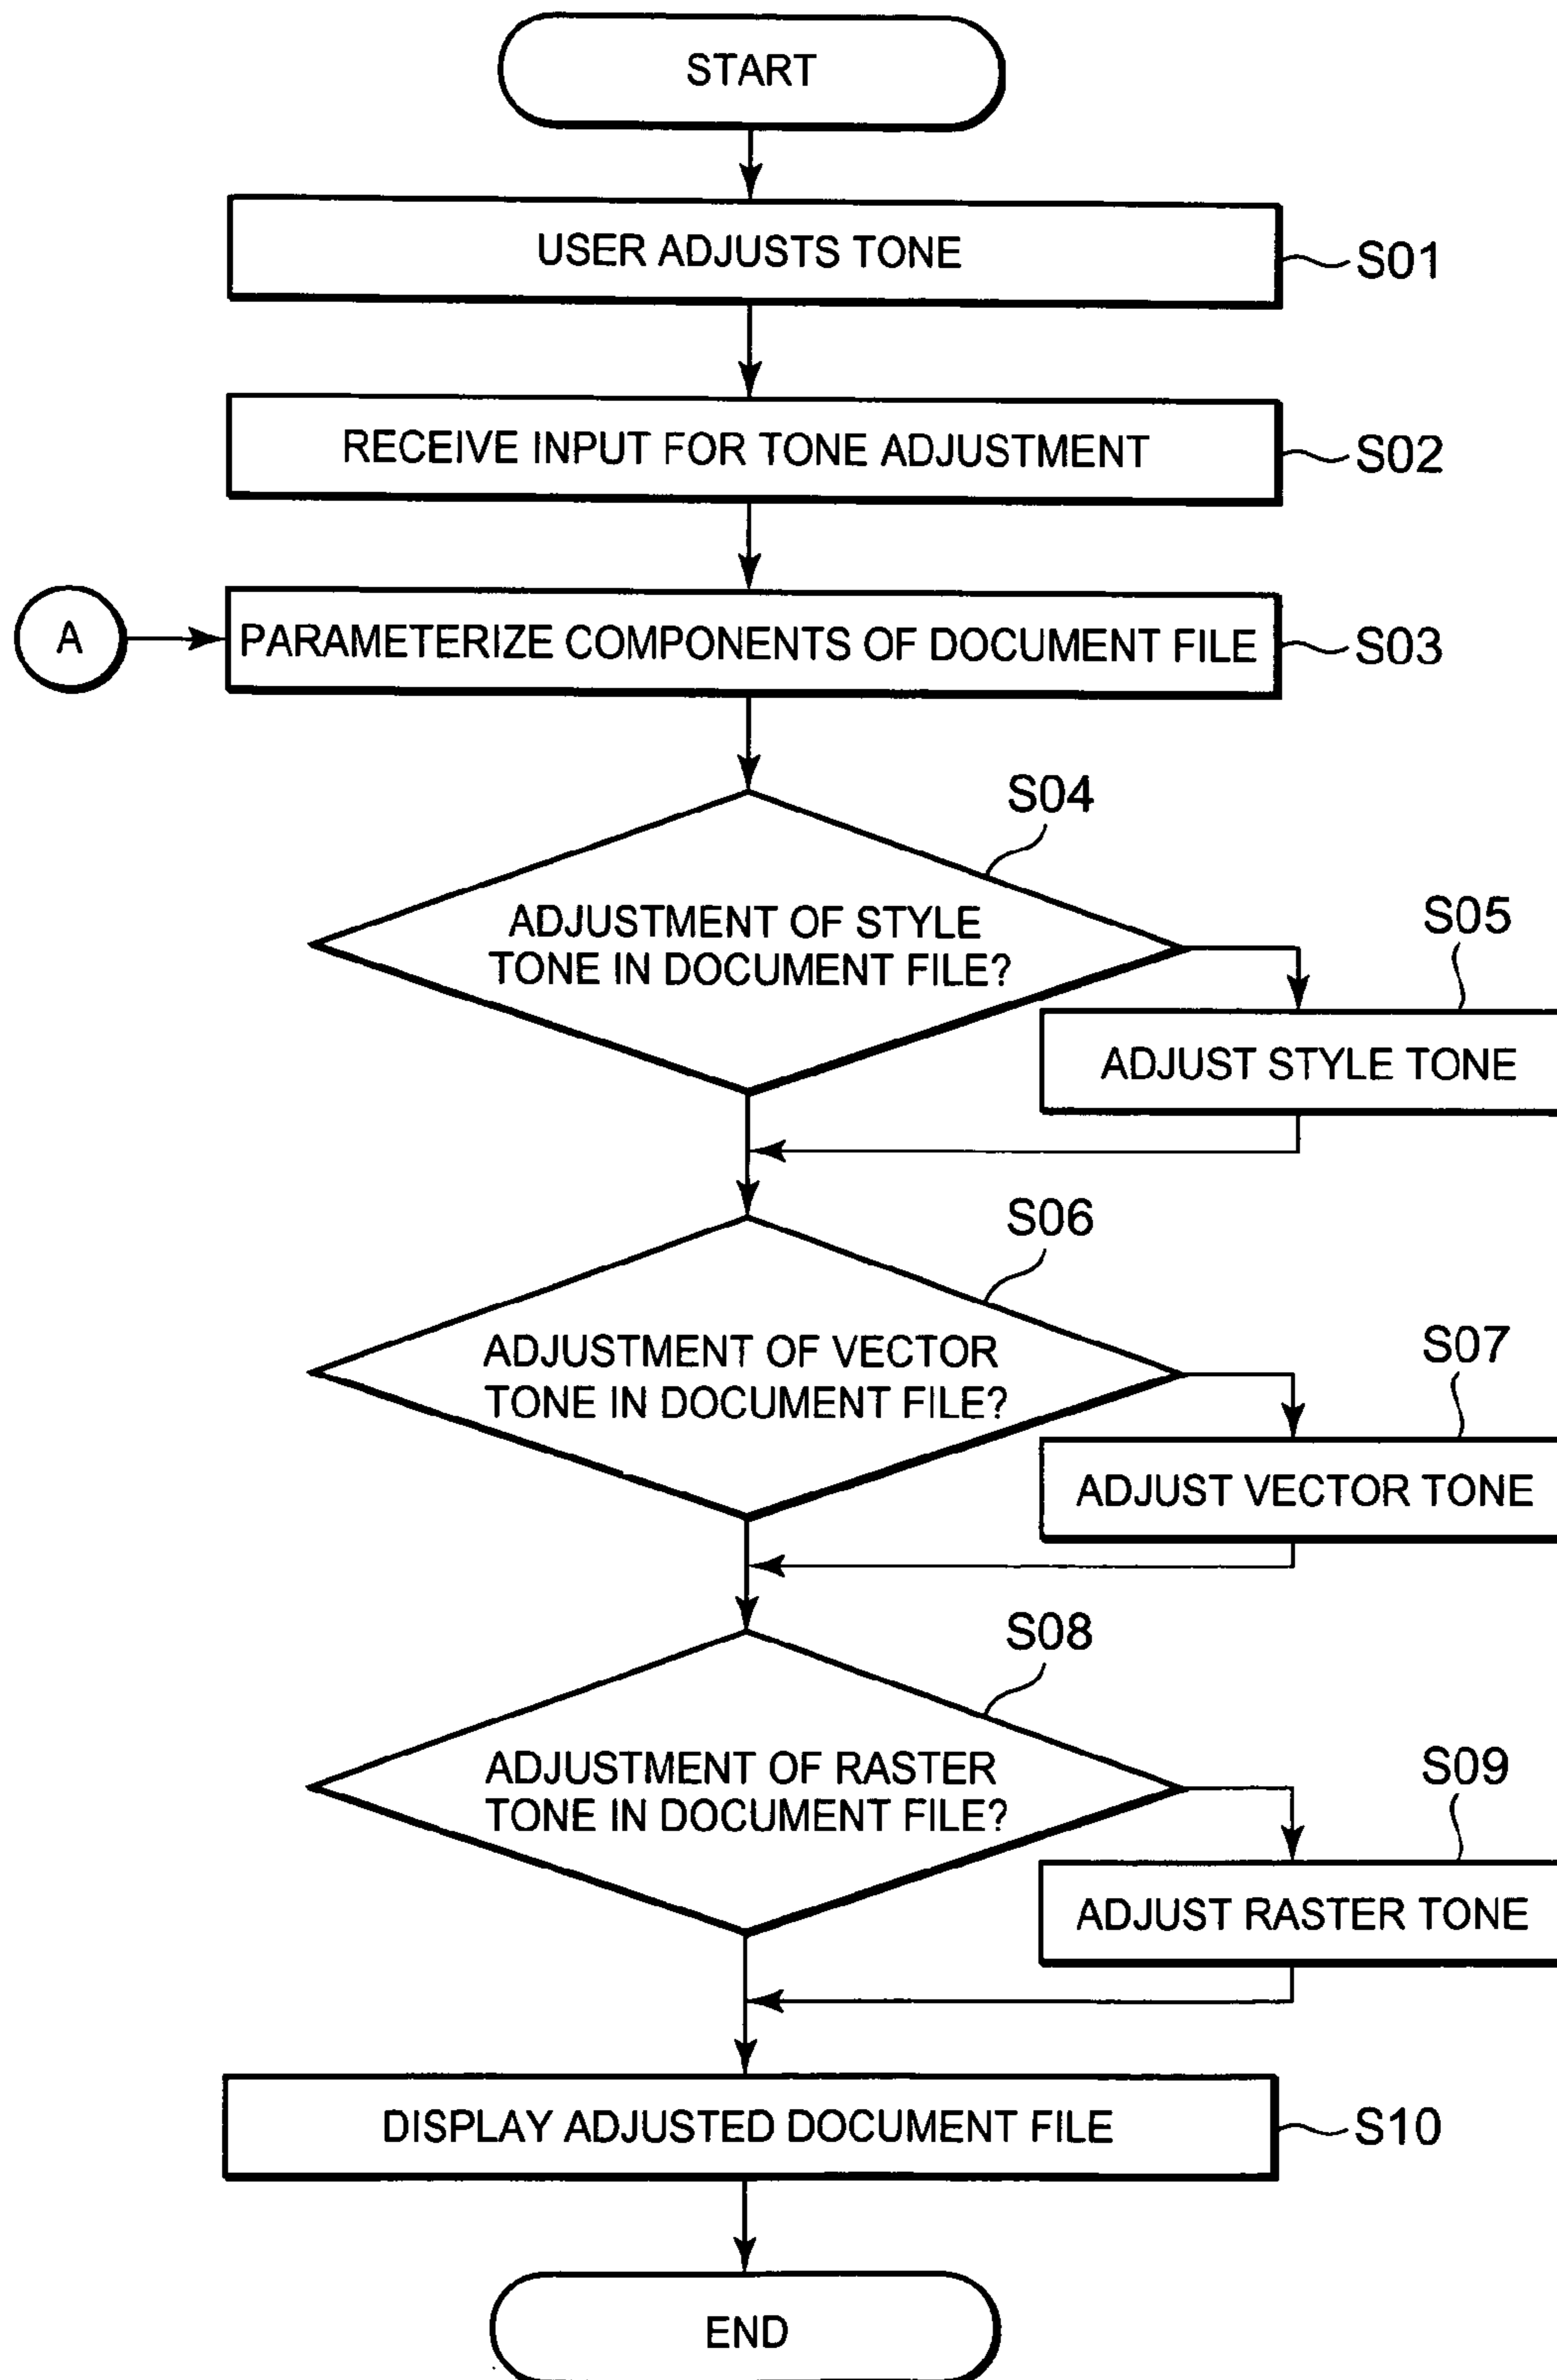 START
USER ADJUSTS TONE
S01
RECEIVE INPUT FOR TONE ADJUSTMENT
S02
A
PARAMETERIZE COMPONENTS OF DOCUMENT FILE
S03
S04
ADJUSTMENT OF STYLE
TONE IN DOCUMENT FILE?
S05
ADJUST STYLE TONE
S06
ADJUSTMENT OF VECTOR
TONE IN DOCUMENT FILE?
S07
ADJUST VECTOR TONE
S08
ADJUSTMENT OF RASTER
TONE IN DOCUMENT FILE?
S09
ADJUST RASTER TONE
DISPLAY ADJUSTED DOCUMENT FILE
S10
END